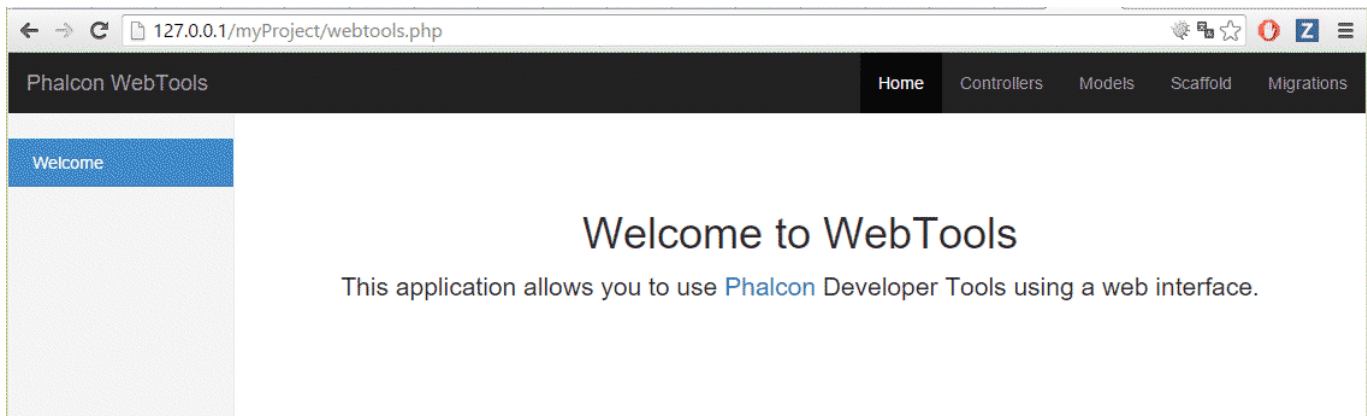 127.0.0.1/myProject/webtools.php
Phalcon WebTools
Home Controllers Models Scaffold Migrations
Welcome
Welcome to WebTools
This application allows you to use Phalcon Developer Tools using a web interface.
Z